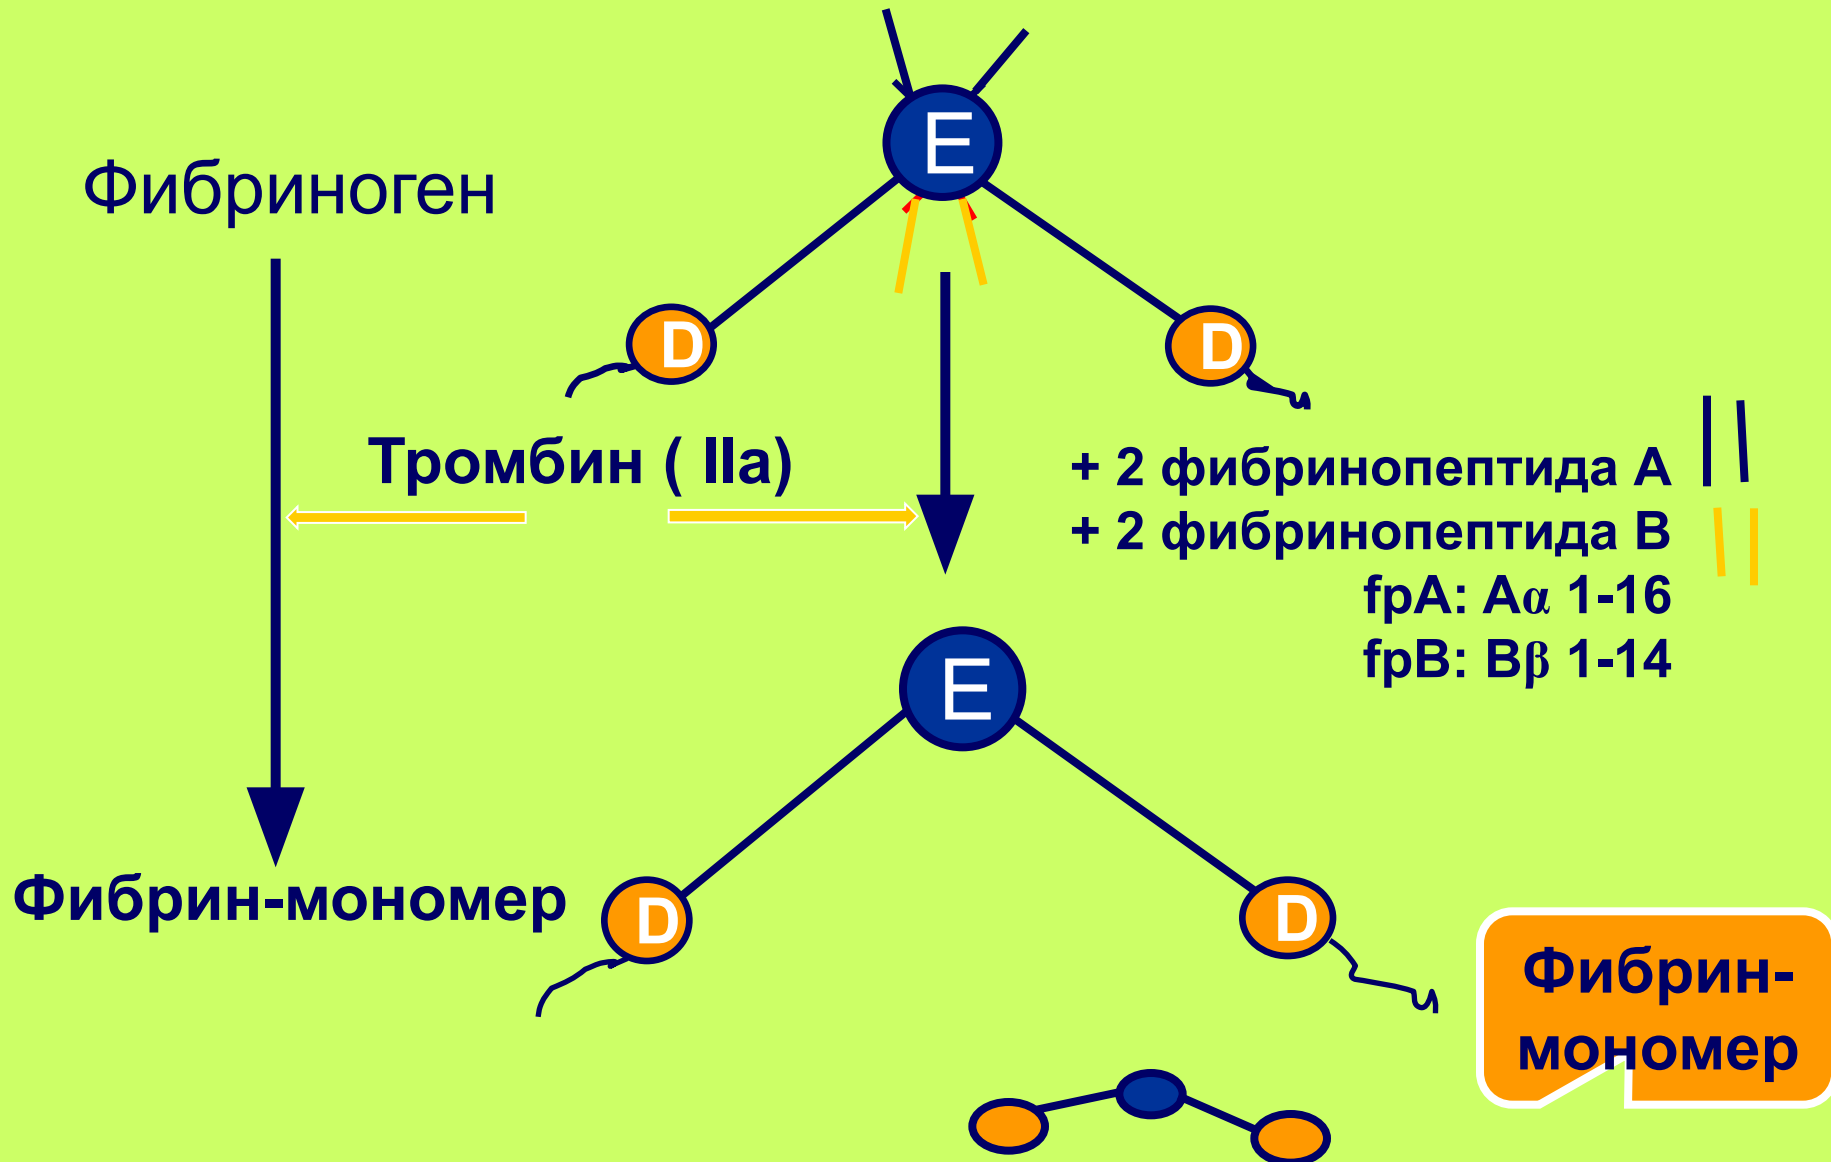 E
Фибриноген
D
D
Тромбин ( IIa)
+ 2 фибринопептида А
+ 2 фибринопептида В
fpA: Aα 1-16
fpB: Bβ 1-14
E
Фибрин-мономер
D
D
Фибрин-
мономер